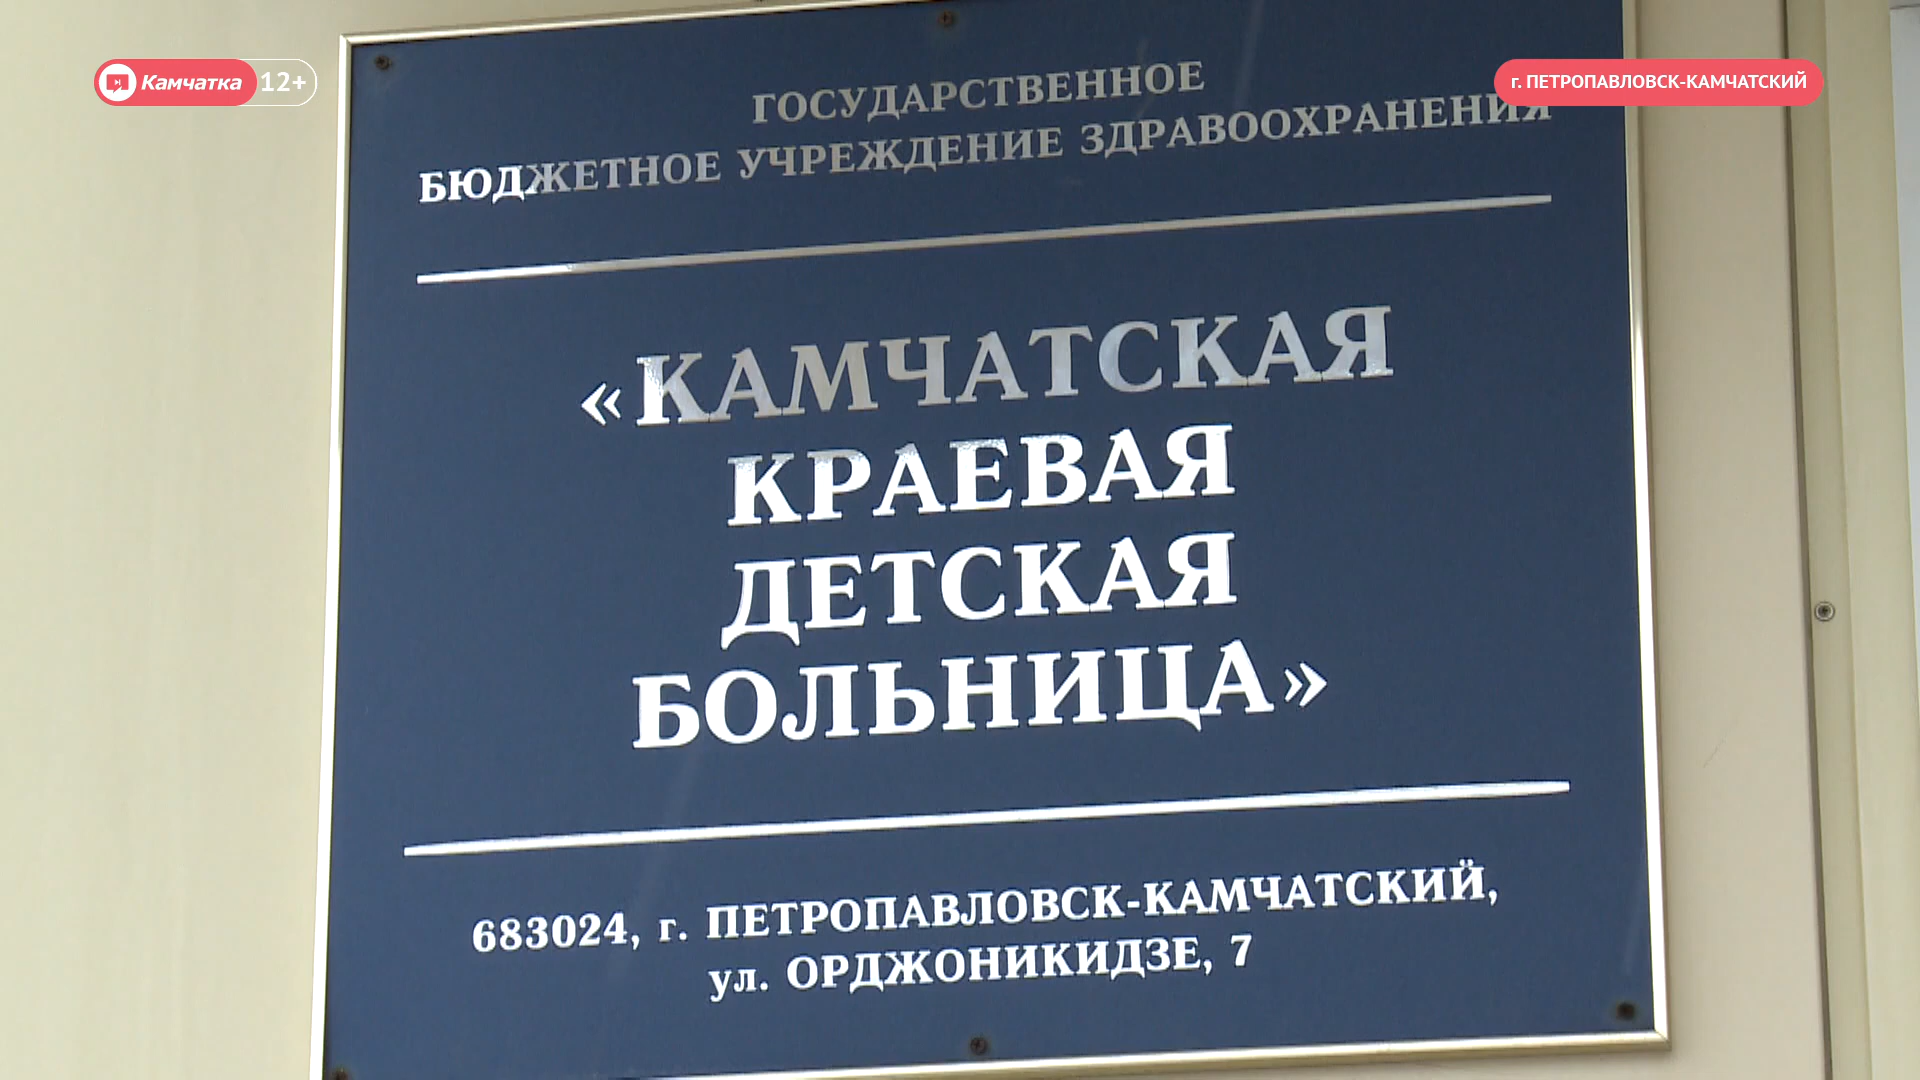 Камчатка 12+
г. ПЕТРОПАВЛОВСК-КАМЧАТСКИЙ
ГОСУДАРСТВЕННОЕ
БЮДЖЕТНОЕ УЧРЕЖДЕНИЕ ЗДРАВООХРАНЕНИЯ
«КАМЧАТСКАЯ
КРАЕВАЯ
ДЕТСКАЯ
БОЛЬНИЦА»
683024, г. ПЕТРОПАВЛОВСК-КАМЧАТСКИЙ,
ул. ОРДЖОНИКИДЗЕ, 7